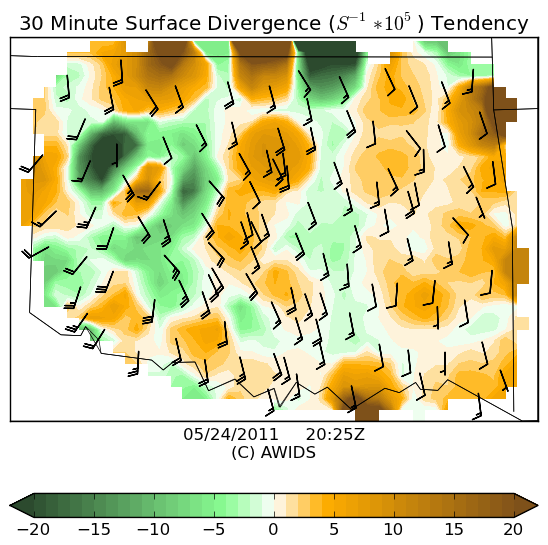 30 Minute Surface Divergence (S⁻¹ *10⁵ ) Tendency
05/24/2011 20:25Z
(C) AWIDS
−20 −15 −10 −5 0 5 10 15 20